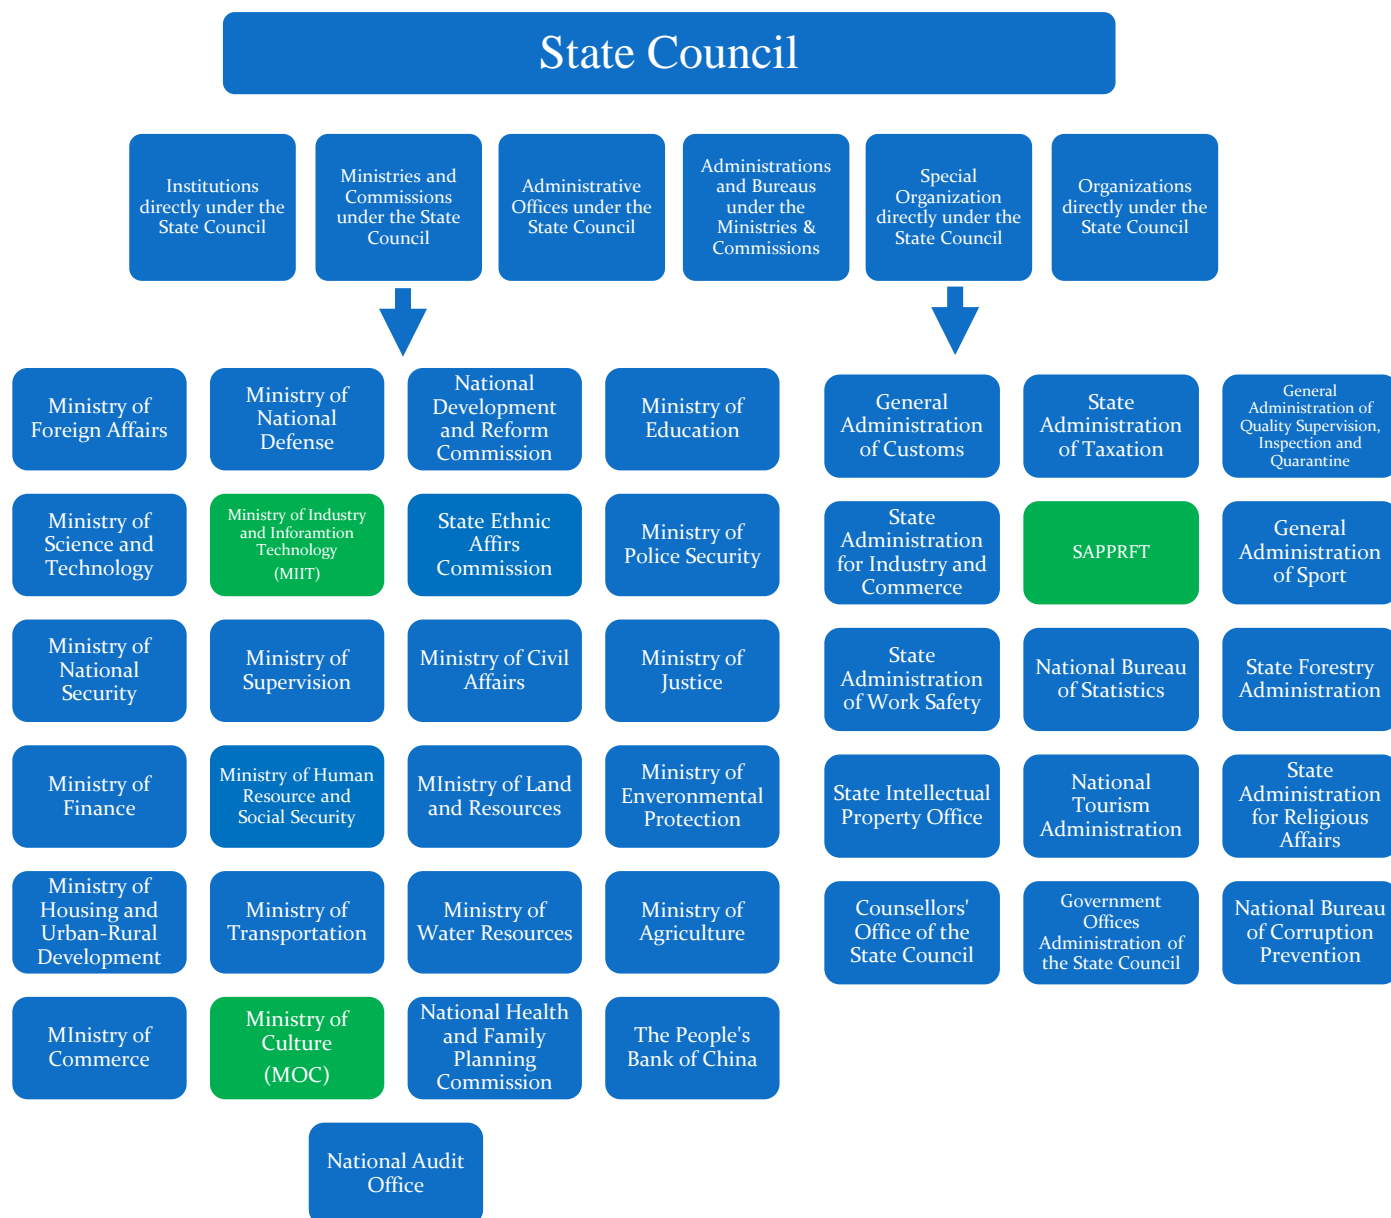 State Council
Institutions
directly under the
State Council
Ministries and
Commissions
under the State
Council
Administrative
Offices under the
State Council
Administrations
and Bureaus
under the
Ministries &
Commissions
Special
Organization
directly under the
State Council
Organizations
directly under the
State Council
Ministry of
Foreign Affairs
Ministry of
National
Defense
National
Development
and Reform
Commission
Ministry of
Education
Ministry of
Science and
Technology
Ministry of Industry
and Inforamtion
Technology
(MIIT)
State Ethnic
Affirs
Commission
Ministry of
Police Security
Ministry of
National
Security
Ministry of
Supervision
Ministry of Civil
Affairs
Ministry of
Justice
Ministry of
Finance
Ministry of Human
Resource and
Social Security
MInistry of Land
and Resources
Ministry of
Enveronmental
Protection
Ministry of
Housing and
Urban-Rural
Development
Ministry of
Transportation
Ministry of
Water Resources
Ministry of
Agriculture
MInistry of
Commerce
Ministry of
Culture
(MOC)
National Health
and Family
Planning
Commission
The People's
Bank of China
National Audit
Office
General
Administration
of Customs
State
Administration
of Taxation
General
Administration of
Quality Supervision,
Inspection and
Quarantine
State
Administration
for Industry and
Commerce
SAPPRFT
General
Administration
of Sport
State
Administration
of Work Safety
National Bureau
of Statistics
State Forestry
Administration
State Intellectual
Property Office
National
Tourism
Administration
State
Administration
for Religious
Affairs
Counsellors'
Office of the
State Council
Government
Offices
Administration of
the State Council
National Bureau
of Corruption
Prevention